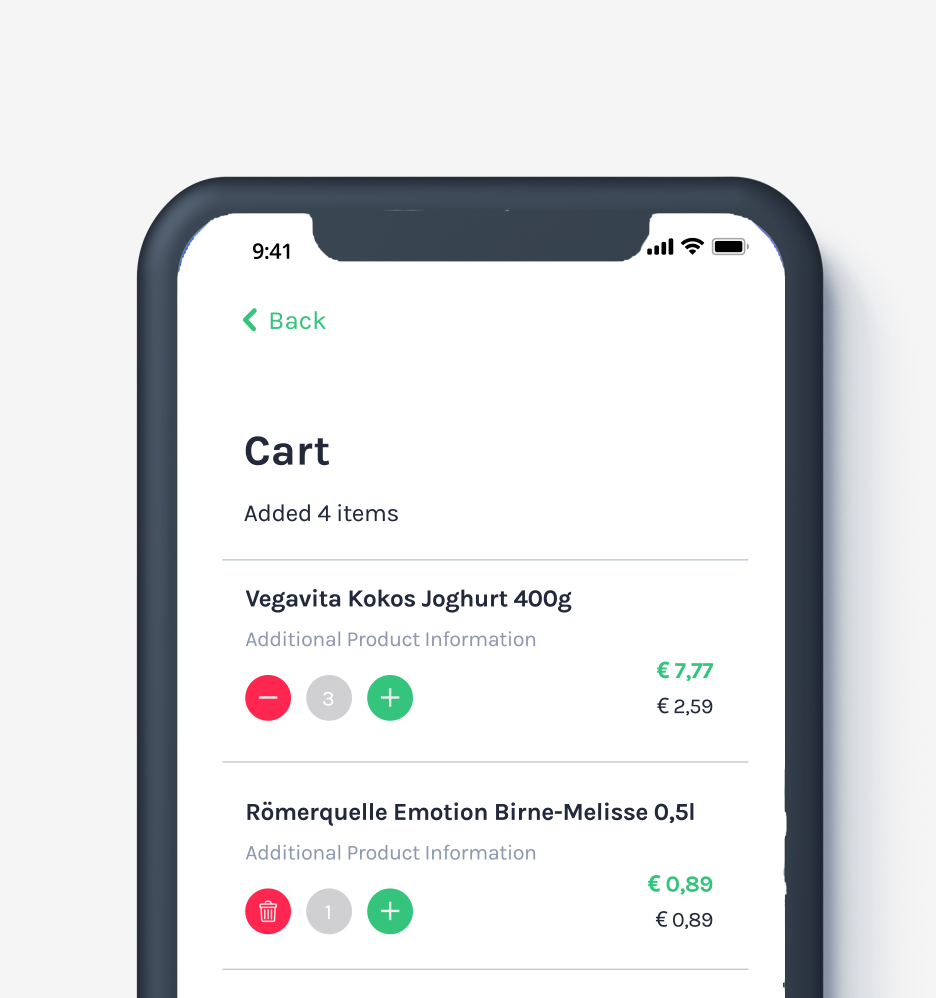 9:41
Back
Cart
Added 4 items
Vegavita Kokos Joghurt 400g
Additional Product Information
€ 7,77
3
€ 2,59
Römerquelle Emotion Birne-Melisse 0,5l
Additional Product Information
€ 0,89
1
€ 0,89